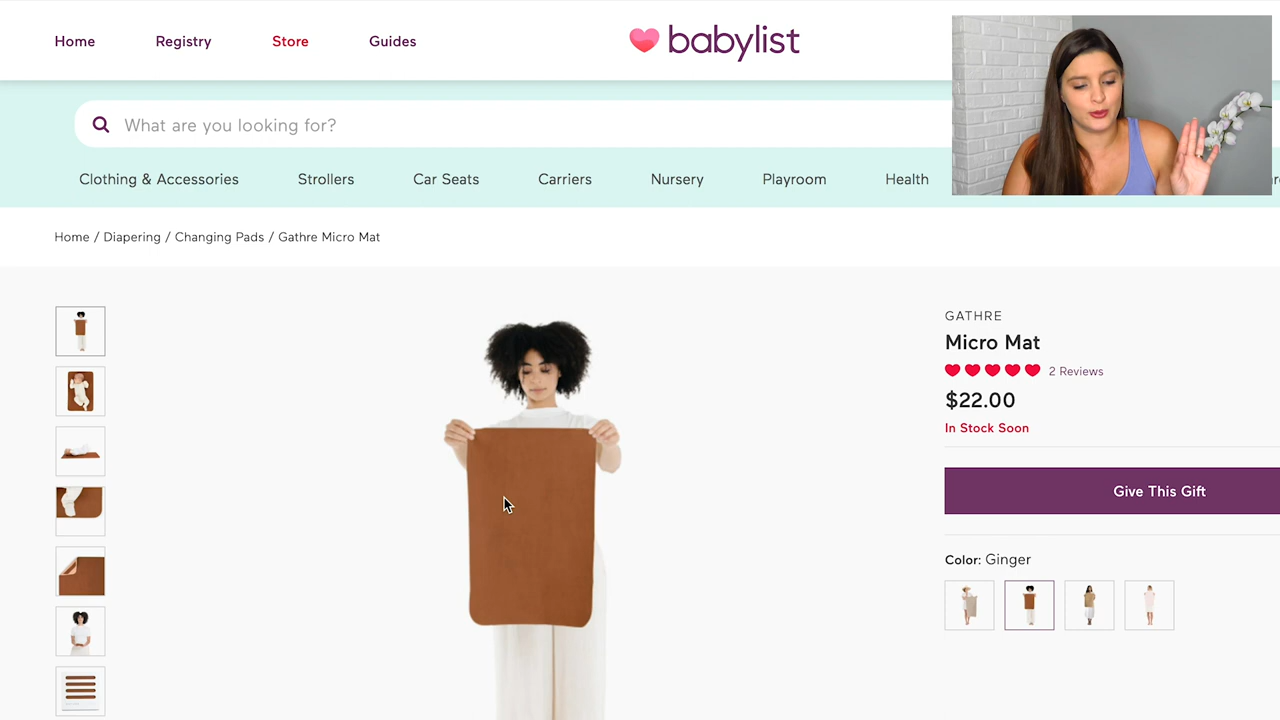 Home
Registry
Store
Guides
babylist
What are you looking for?
Clothing & Accessories
Strollers
Car Seats
Carriers
Nursery
Playroom
Health
Home / Diapering / Changing Pads / Gathre Micro Mat
GATHRE
Micro Mat
2 Reviews
$22.00
In Stock Soon
Give This Gift
Color: Ginger